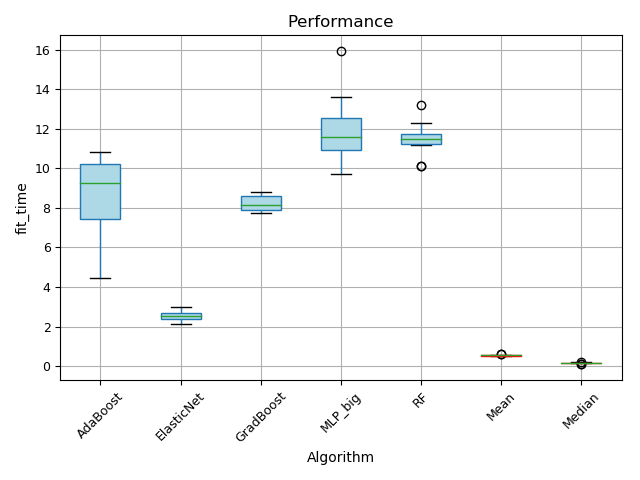 Performance
fit_time
16
14
12
10
8
6
4
2
0
AdaBoost
ElasticNet
GradBoost
MLP_big
RF
Mean
Median
Algorithm